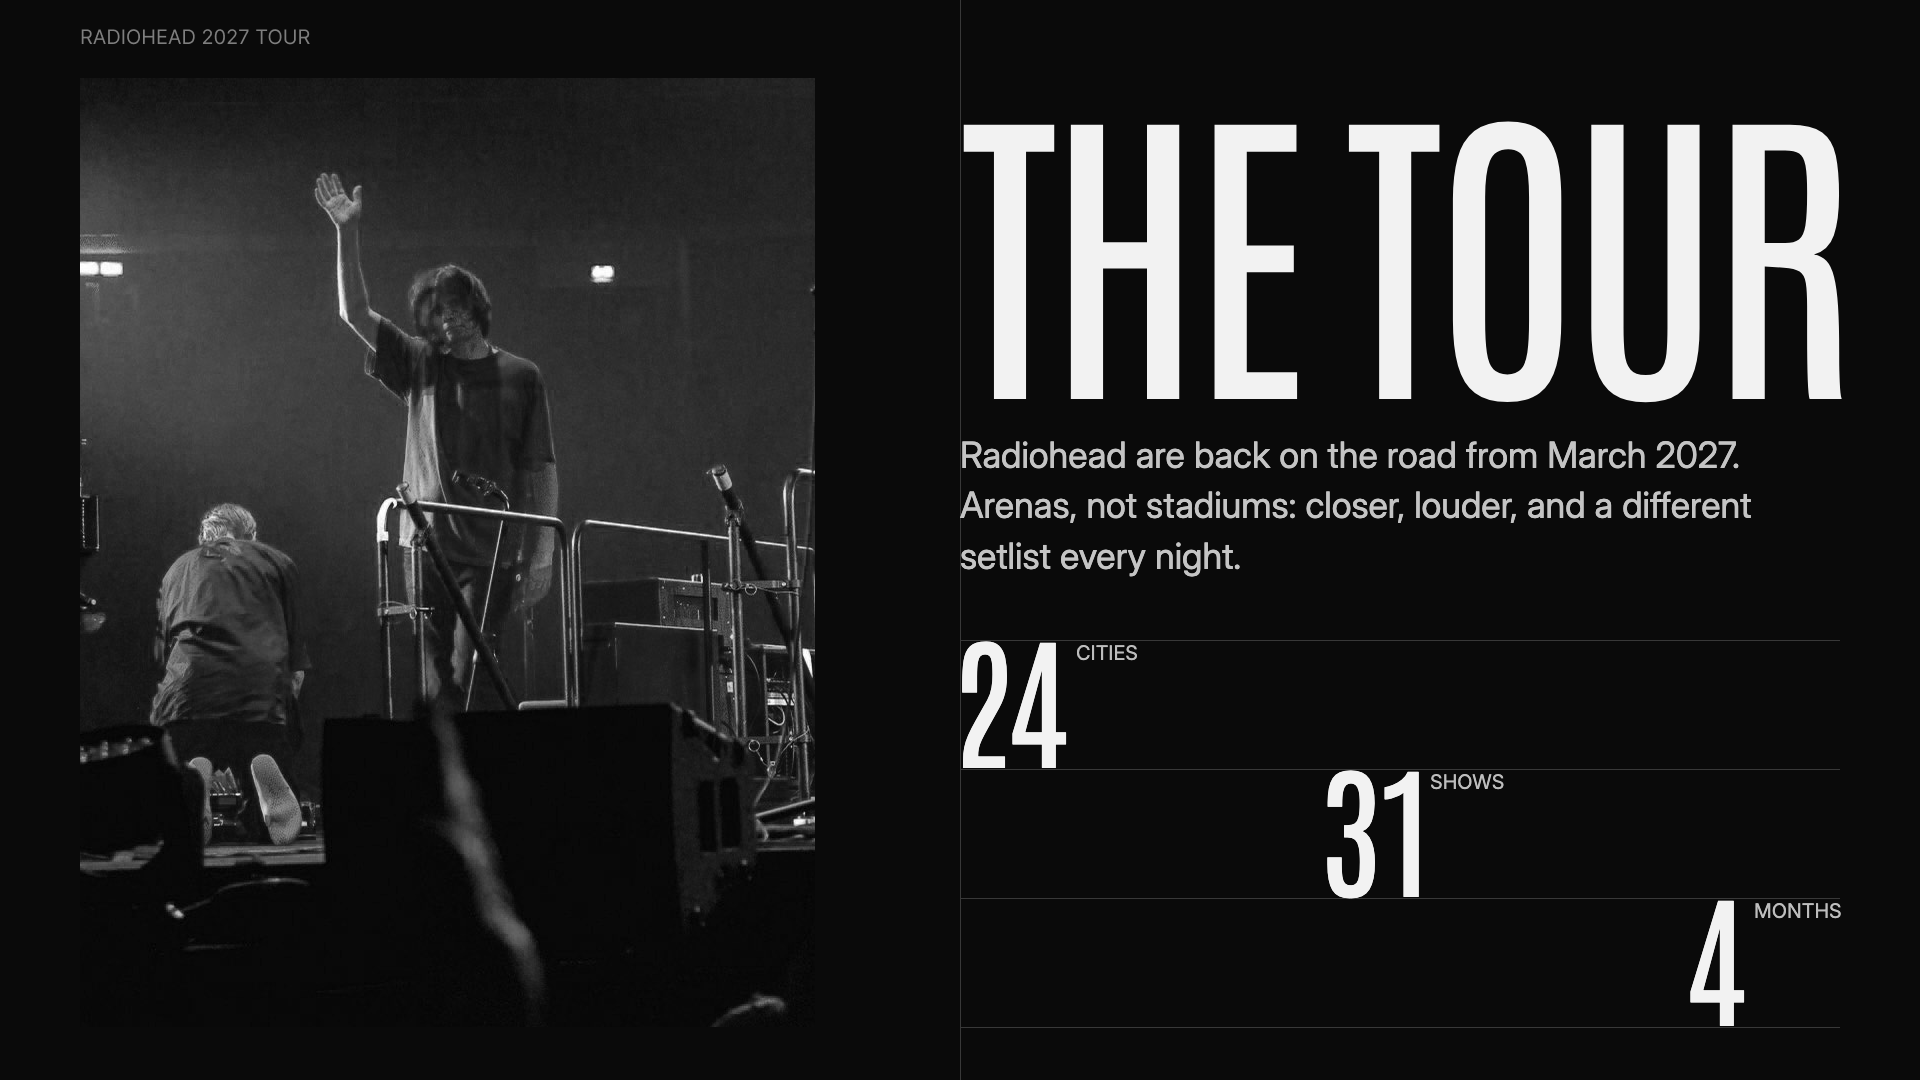 RADIOHEAD 2027 TOUR
THE TOUR
Radiohead are back on the road from March 2027.
Arenas, not stadiums: closer, louder, and a different
setlist every night.
24 CITIES
31 SHOWS
4 MONTHS